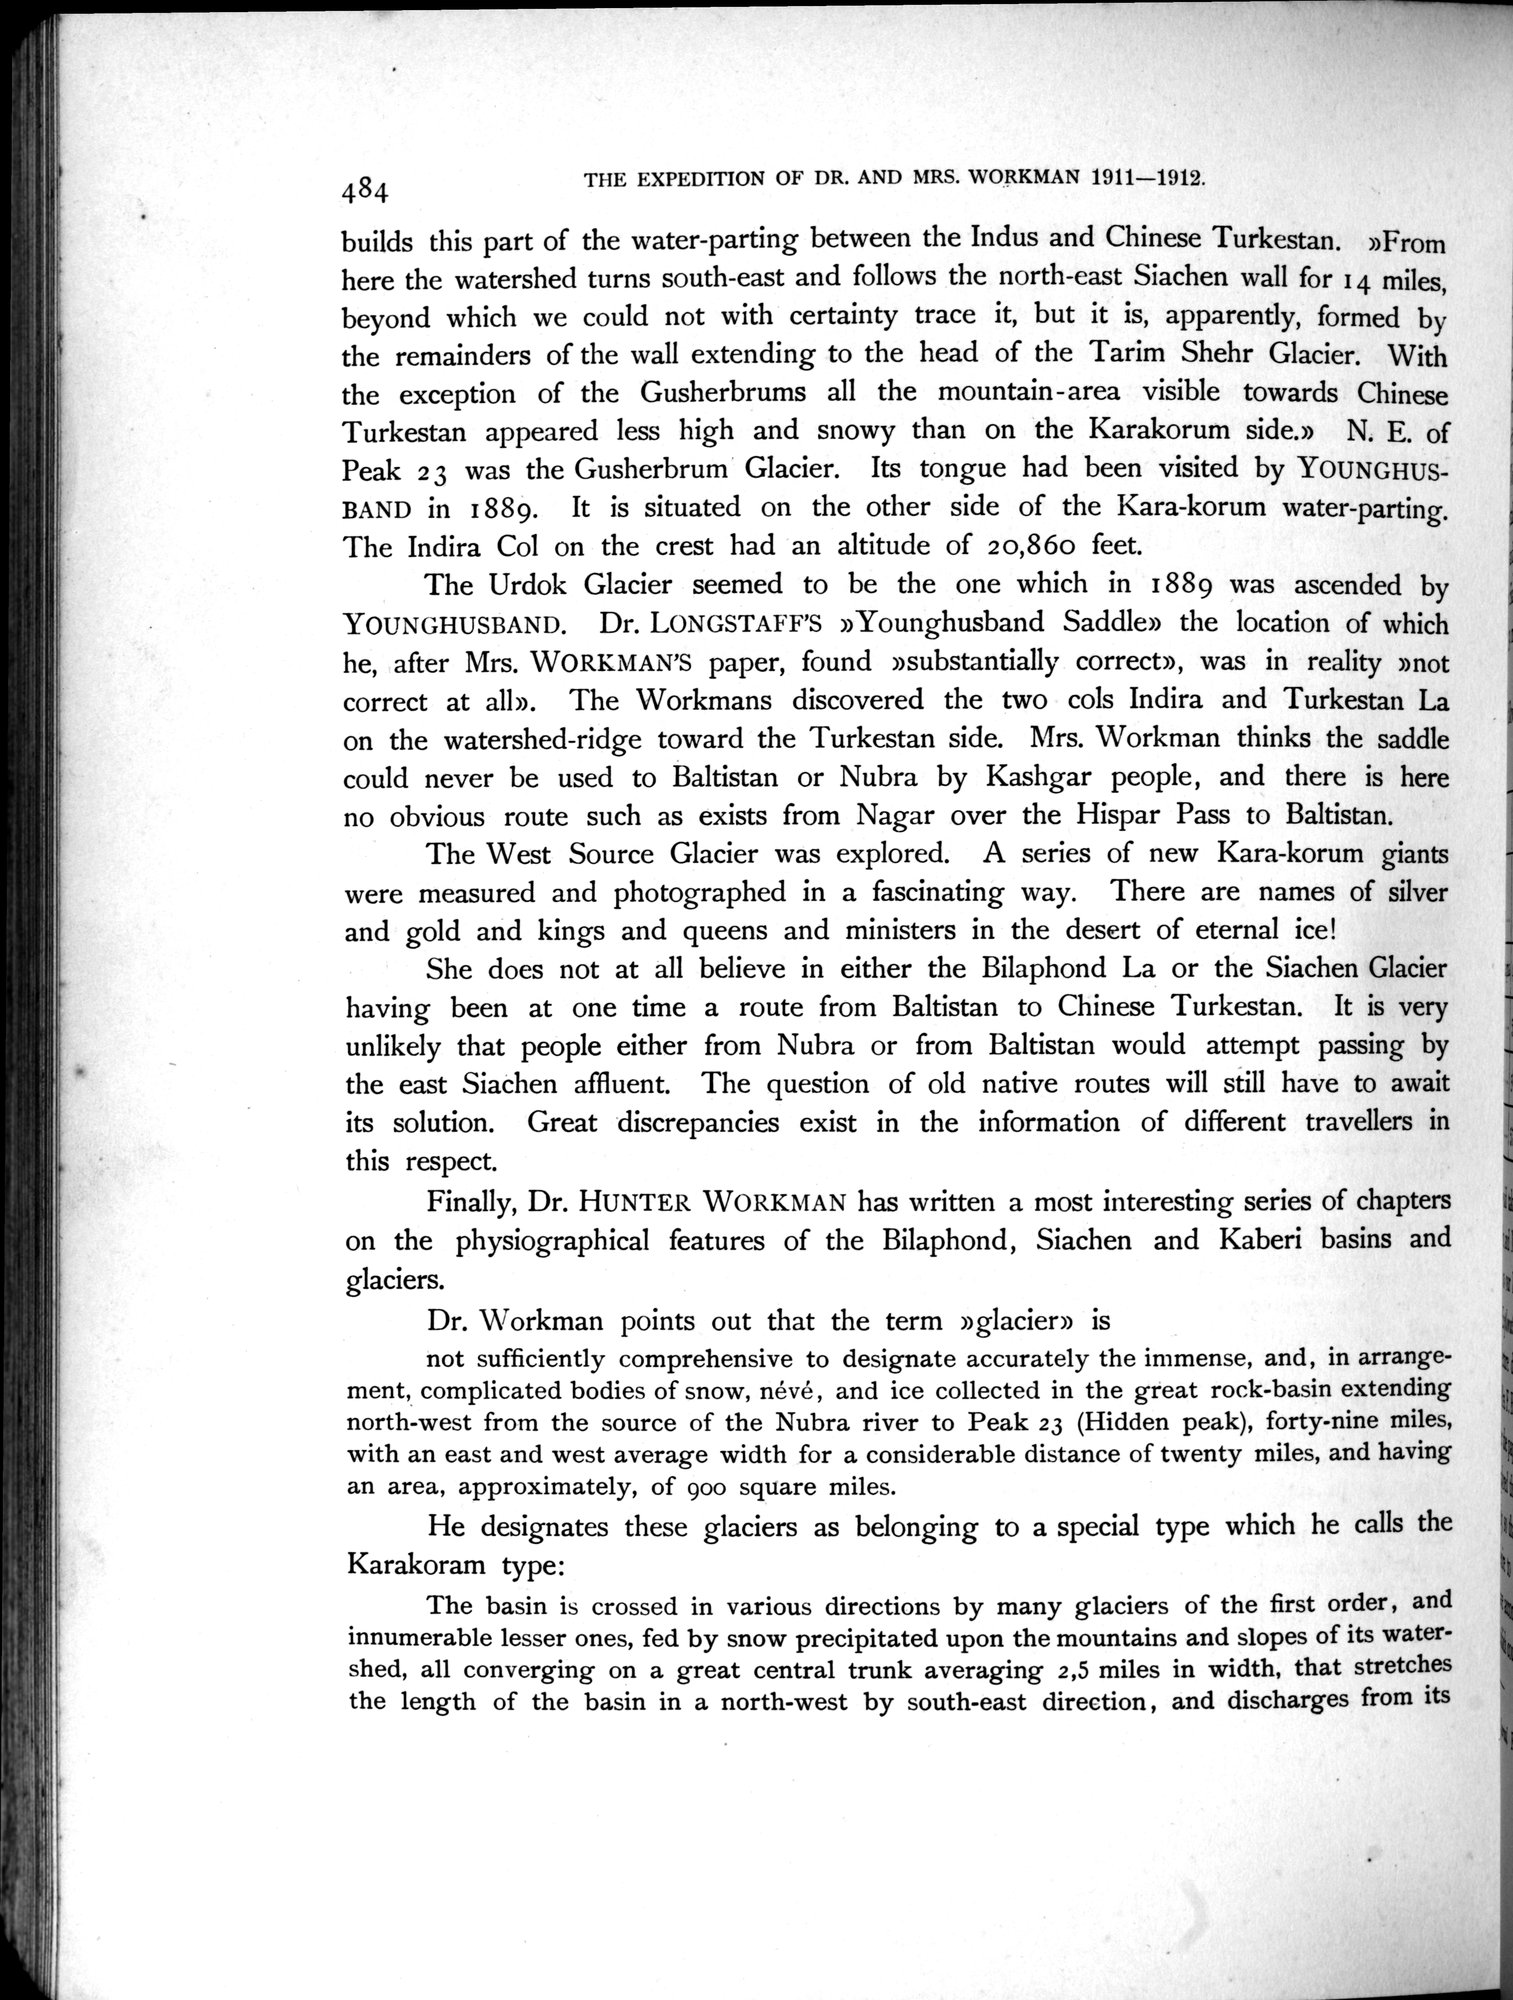 484
THE EXPEDITION OF DR. AND MRS. WORKMAN 1911—1912.
builds this part of the water-parting between the Indus and Chinese Turkestan. »From
here the watershed turns south-east and follows the north-east Siachen wall for 14 miles,
beyond which we could not with certainty trace it, but it is, apparently, formed by
the remainders of the wall extending to the head of the Tarim Shehr Glacier. With
the exception of the Gusherbrums all the mountain-area visible towards Chinese
Turkestan appeared less high and snowy than on the Karakorum side.» N. E. of
Peak 23 was the Gusherbrum Glacier. Its tongue had been visited by YOUNGHUS-
BAND in 1889. It is situated on the other side of the Kara-korum water-parting.
The Indira Col on the crest had an altitude of 20,860 feet.
The Urdok Glacier seemed to be the one which in 1889 was ascended by
YOUNGHUSBAND. Dr. LONGSTAFF'S »Younghusband Saddle» the location of which
he, after Mrs. WORKMAN'S paper, found »substantially correct», was in reality »not
correct at all». The Workmans discovered the two cols Indira and Turkestan La
on the watershed-ridge toward the Turkestan side. Mrs. Workman thinks the saddle
could never be used to Baltistan or Nubra by Kashgar people, and there is here
no obvious route such as exists from Nagar over the Hispar Pass to Baltistan.
The West Source Glacier was explored. A series of new Kara-korum giants
were measured and photographed in a fascinating way. There are names of silver
and gold and kings and queens and ministers in the desert of eternal ice!
She does not at all believe in either the Bilaphond La or the Siachen Glacier
having been at one time a route from Baltistan to Chinese Turkestan. It is very
unlikely that people either from Nubra or from Baltistan would attempt passing by
the east Siachen affluent. The question of old native routes will still have to await
its solution. Great discrepancies exist in the information of different travellers in
this respect.
Finally, Dr. HUNTER WORKMAN has written a most interesting series of chapters
on the physiographical features of the Bilaphond, Siachen and Kaberi basins and
glaciers.
Dr. Workman points out that the term »glacier» is
not sufficiently comprehensive to designate accurately the immense, and, in arrange-
ment, complicated bodies of snow, névé, and ice collected in the great rock-basin extending
north-west from the source of the Nubra river to Peak 23 (Hidden peak), forty-nine miles,
with an east and west average width for a considerable distance of twenty miles, and having
an area, approximately, of 900 square miles.
He designates these glaciers as belonging to a special type which he calls the
Karakoram type:
The basin is crossed in various directions by many glaciers of the first order, and
innumerable lesser ones, fed by snow precipitated upon the mountains and slopes of its water-
shed, all converging on a great central trunk averaging 2,5 miles in width, that stretches
the length of the basin in a north-west by south-east direction, and discharges from its